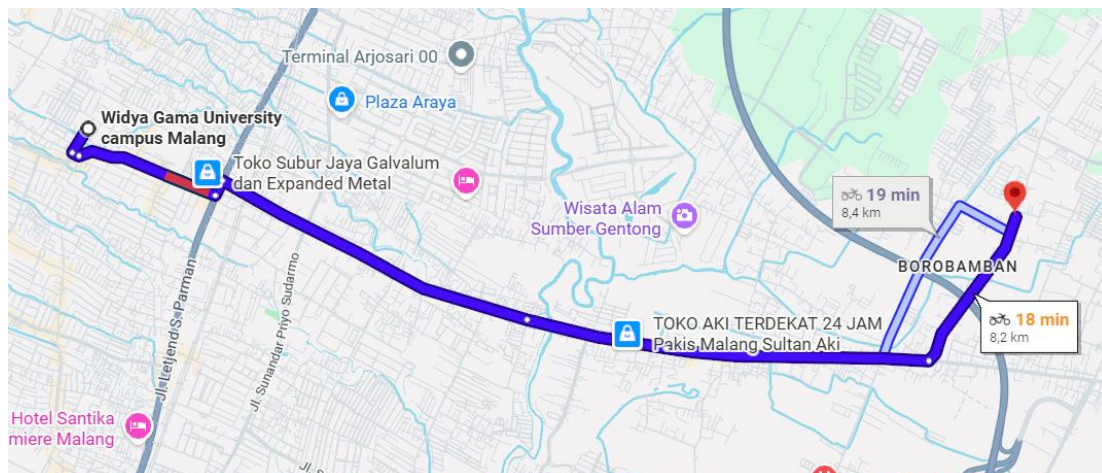 Terminal Arjosari 00
Plaza Araya
Widya Gama University
campus Malang
Toko Subur Jaya Galvalum
dan Expanded Metal
Wisata Alam
Sumber Gentong
19 min
8,4 km
BOROBAMBAN
18 min
8,2 km
TOKO AKI TERDEKAT 24 JAM
Pakis Malang Sultan Aki
Jl. Letjend S. Parman
Jl. Sunandar Priyo Sudarmo
Hotel Santika
miere Malang
Jl. S